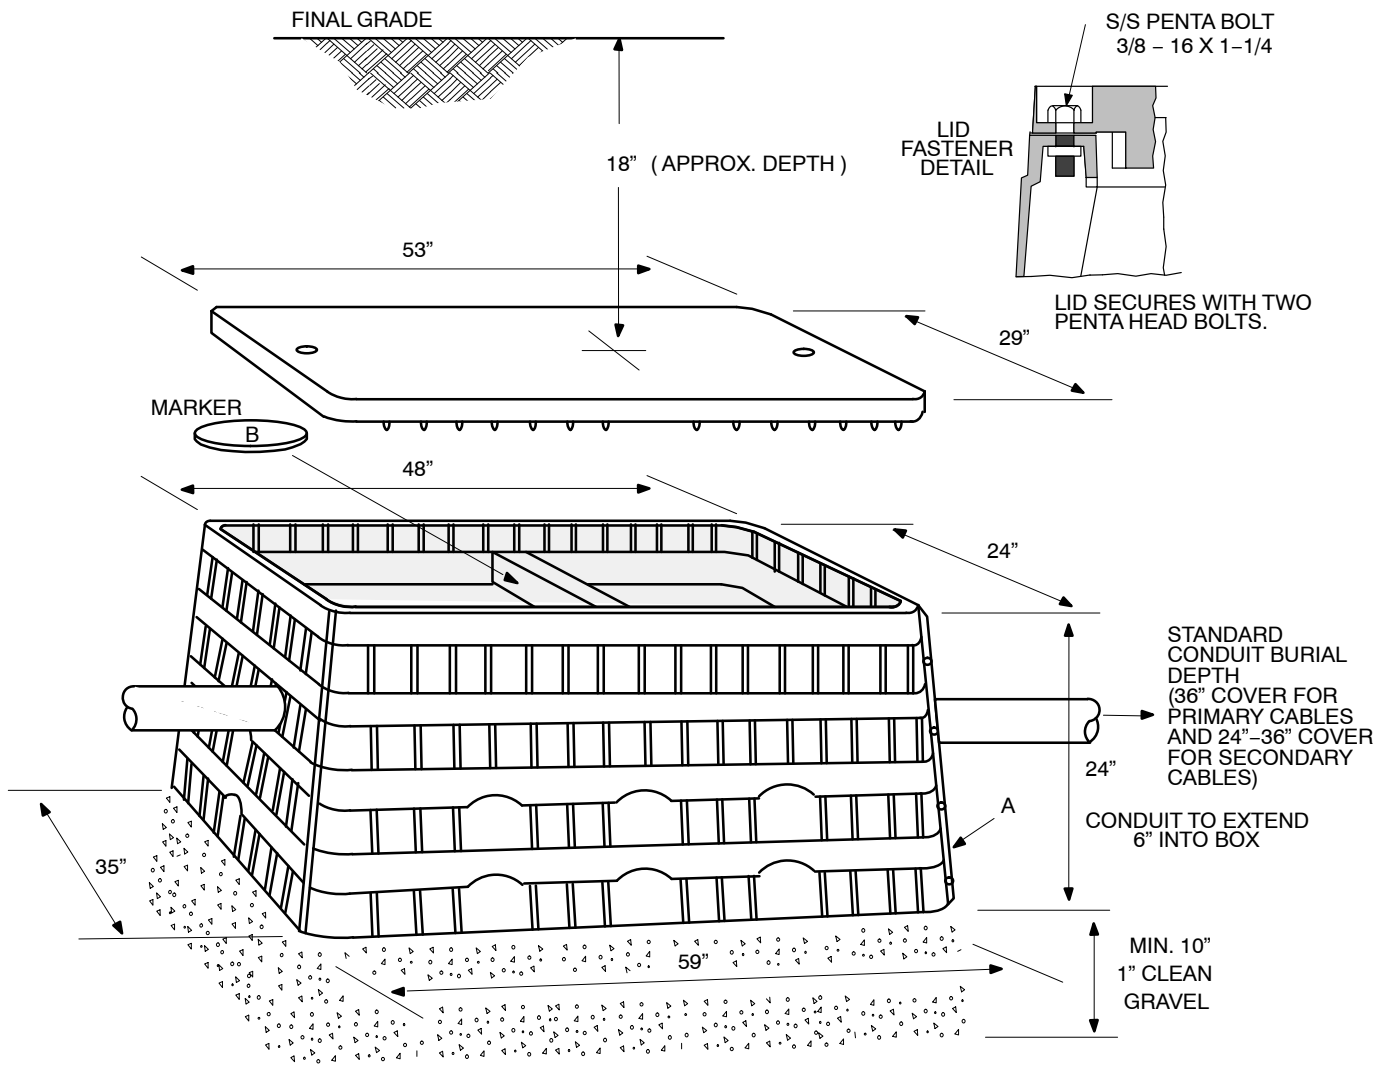 FINAL GRADE
S/S PENTA BOLT
3/8 – 16 X 1–1/4
LID
FASTENER
DETAIL
18” ( APPROX. DEPTH )
53”
LID SECURES WITH TWO
PENTA HEAD BOLTS.
29”
MARKER
B
48”
24”
STANDARD
CONDUIT BURIAL
DEPTH
(36” COVER FOR
PRIMARY CABLES
AND 24”–36” COVER
FOR SECONDARY
CABLES)
24”
A
CONDUIT TO EXTEND
6” INTO BOX
35”
59”
MIN. 10”
1” CLEAN
GRAVEL